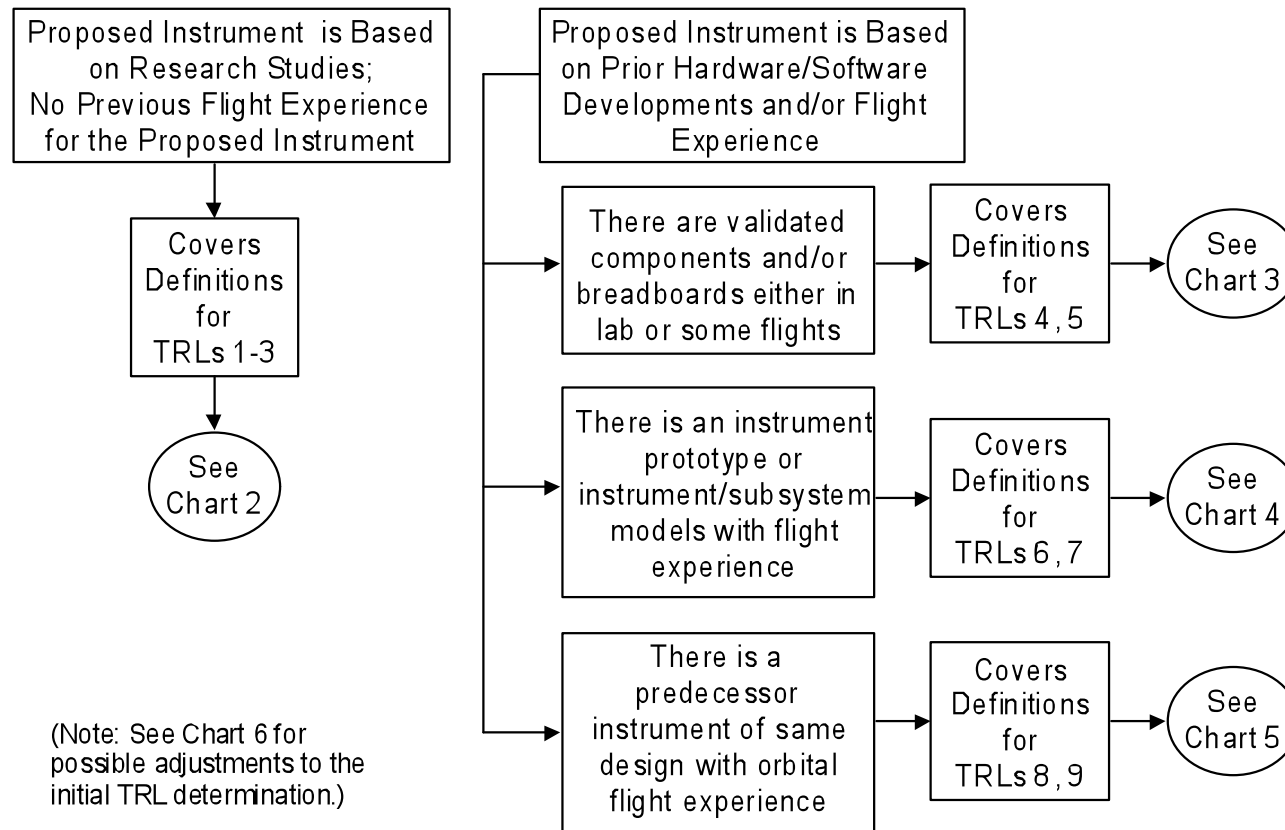 Proposed Instrument is Based
on Research Studies;
No Previous Flight Experience
for the Proposed Instrument
Covers
Definitions
for
TRLs 1-3
See
Chart 2
Proposed Instrument is Based
on Prior Hardware/Software
Developments and/or Flight
Experience
There are validated
components and/or
breadboards either in
lab or some flights
Covers
Definitions
for
TRLs 4, 5
See
Chart 3
There is an instrument
prototype or
instrument/subsystem
models with flight
experience
Covers
Definitions
for
TRLs 6, 7
See
Chart 4
There is a
predecessor
instrument of same
design with orbital
flight experience
Covers
Definitions
for
TRLs 8, 9
See
Chart 5
(Note: See Chart 6 for
possible adjustments to the
initial TRL determination.)